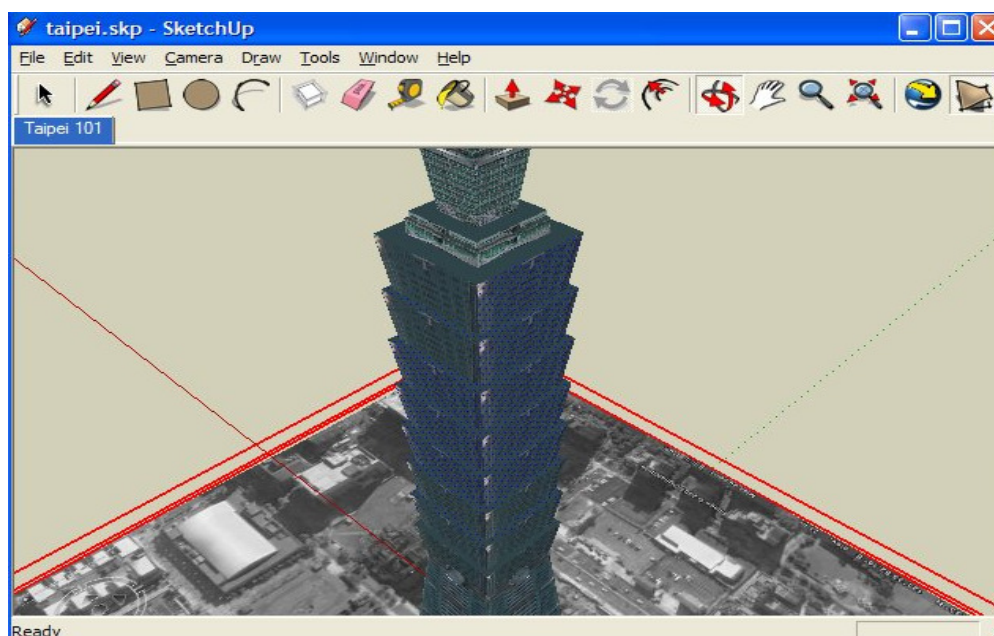 taipei.skp - SketchUp
File Edit View Camera Draw Tools Window Help
Taipei 101
Ready